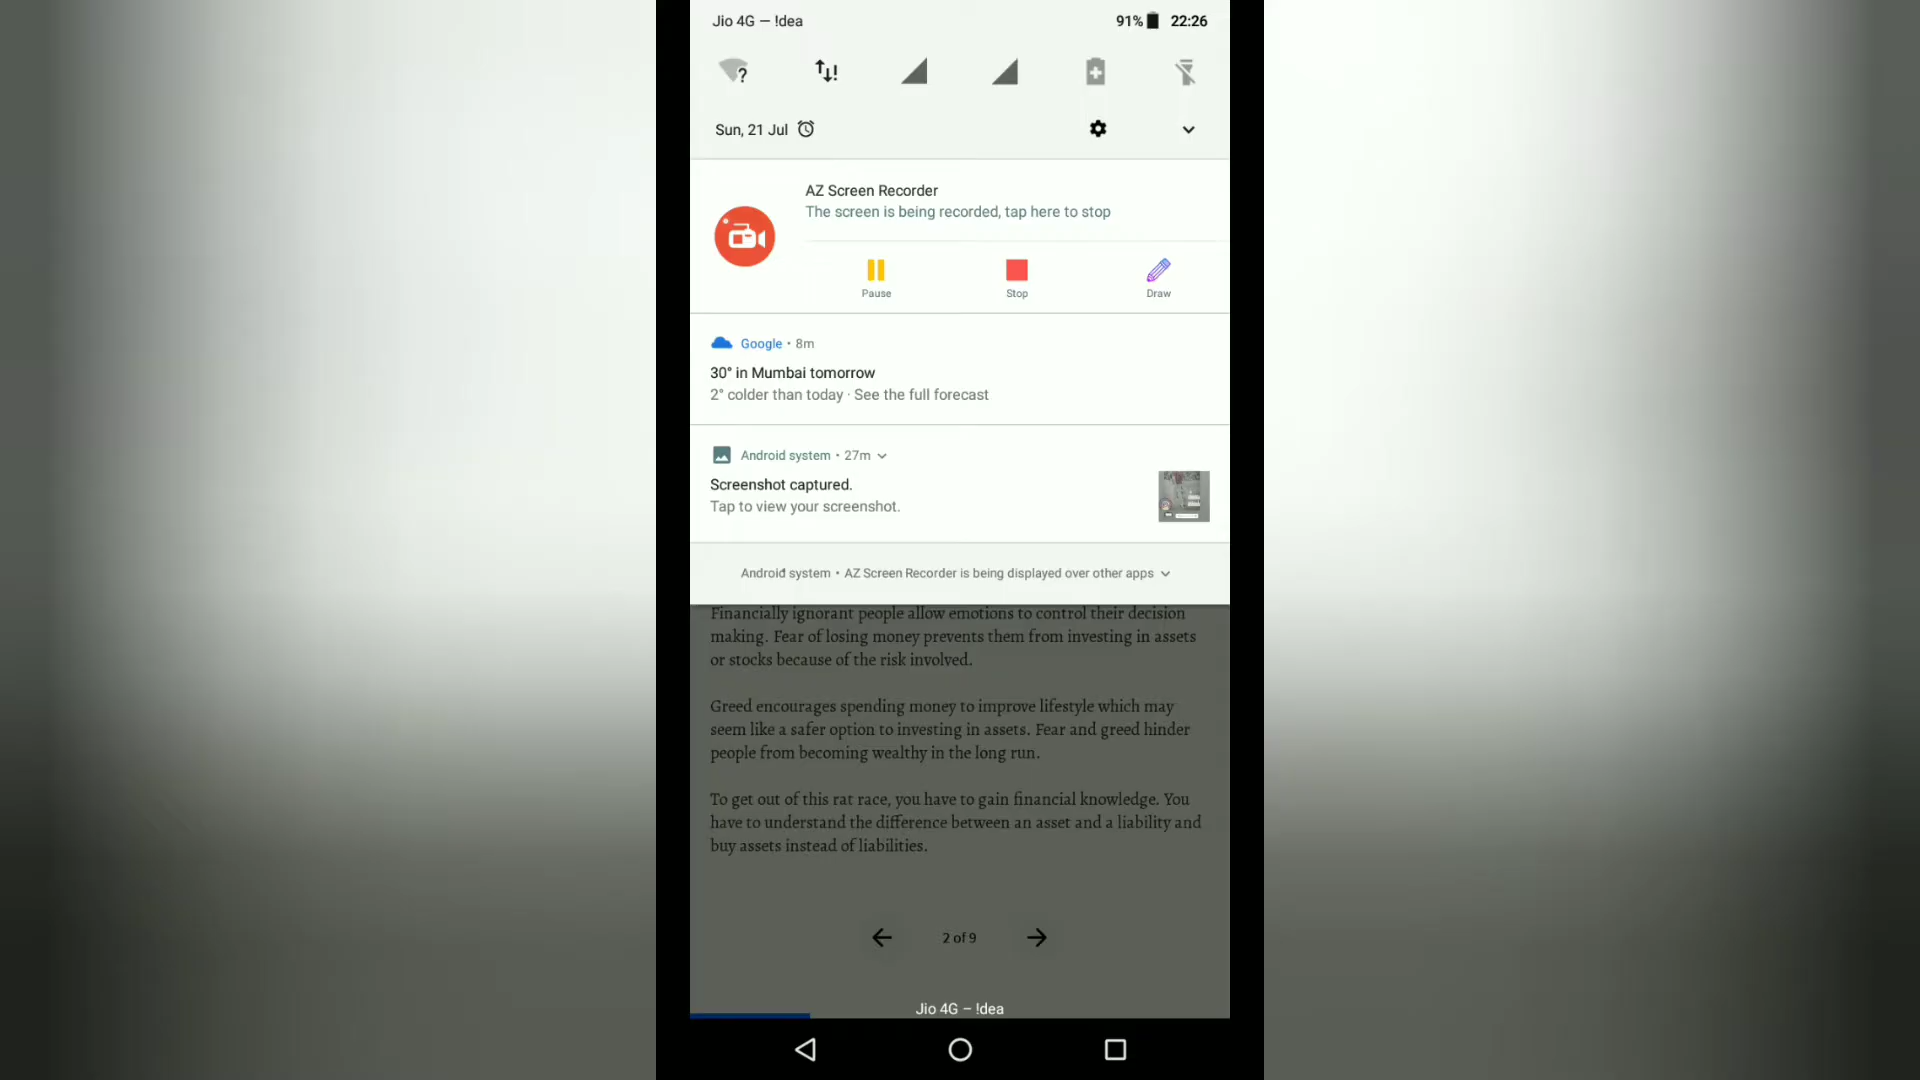 Jio 4G — !dea
91% 22:26
Sun, 21 Jul
AZ Screen Recorder
The screen is being recorded, tap here to stop
Pause
Stop
Draw
Google • 8m
30° in Mumbai tomorrow
2° colder than today · See the full forecast
Android system • 27m
Screenshot captured.
Tap to view your screenshot.
Android system • AZ Screen Recorder is being displayed over other apps
Financially ignorant people allow emotions to control their decision
making. Fear of losing money prevents them from investing in assets
or stocks because of the risk involved.
Greed encourages spending money to improve lifestyle which may
seem like a safer option to investing in assets. Fear and greed hinder
people from becoming wealthy in the long run.
To get out of this rat race, you have to gain financial knowledge. You
have to understand the difference between an asset and a liability and
buy assets instead of liabilities.
2 of 9
Jio 4G – !dea